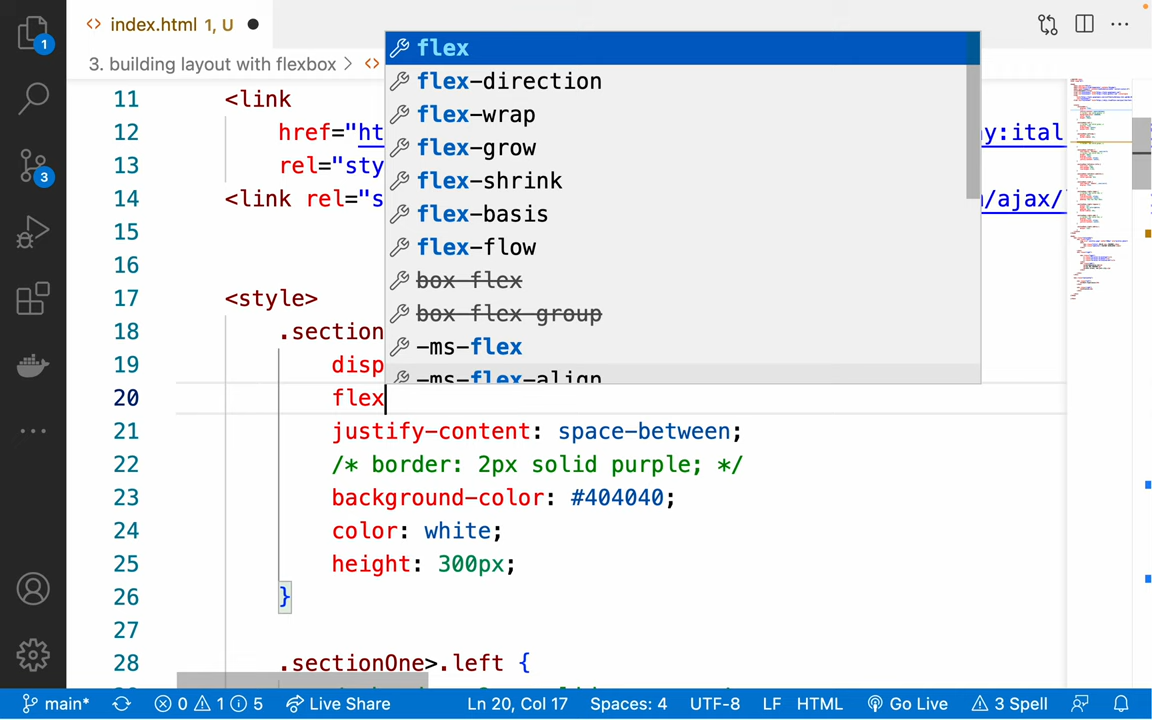 index.html 1, U
3. building layout with flexbox
1
3
11 <link
12 href="ht
y:ital
13 rel="sty
14 <link rel="s
/ajax/
15
16
17 <style>
18 .section
19 disp
20 flex
21 justify-content: space-between;
22 /* border: 2px solid purple; */
23 background-color: #404040;
24 color: white;
25 height: 300px;
26 }
27
28 .sectionOne>.left {
flex
flex-direction
flex-wrap
flex-grow
flex-shrink
flex-basis
flex-flow
box-flex
box-flex-group
-ms-flex
-ms-flex-align
main* 0 1 5 Live Share Ln 20, Col 17 Spaces: 4 UTF-8 LF HTML Go Live 3 Spell